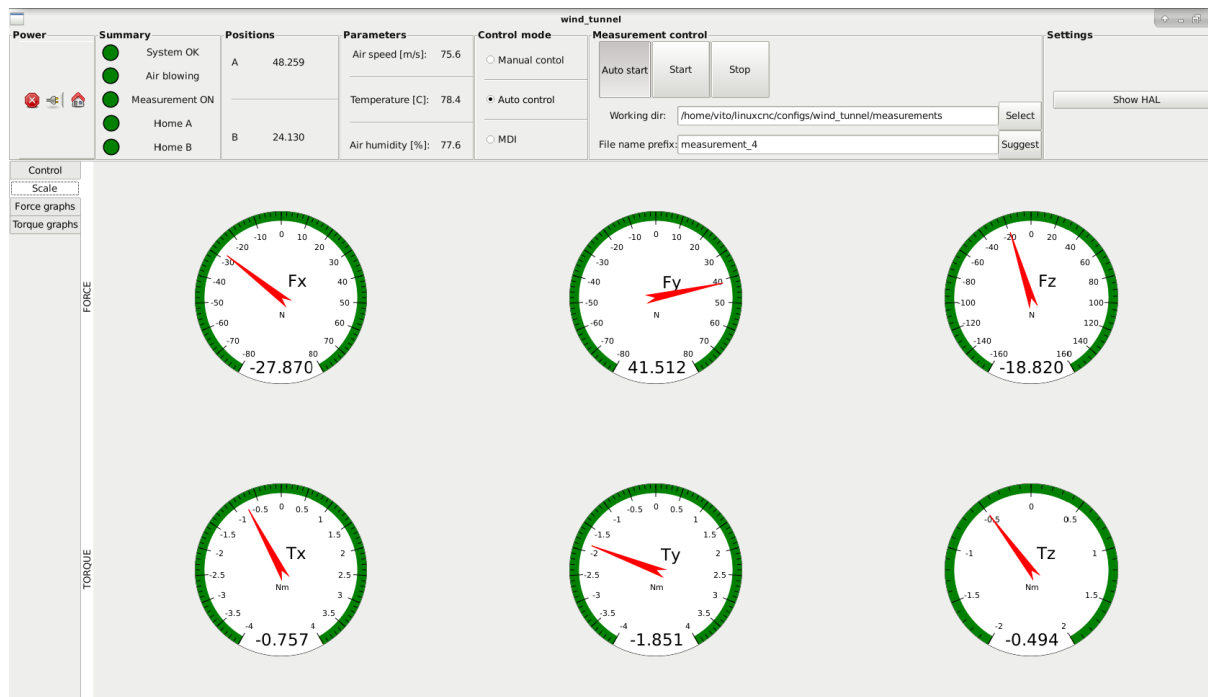 wind_tunnel
Power
Summary
System OK
Air blowing
Measurement ON
Home A
Home B
Positions
A 48.259
B 24.130
Parameters
Air speed [m/s]: 75.6
Temperature [C]: 78.4
Air humidity [%]: 77.6
Control mode
Manual contol
Auto control
MDI
Measurement control
Auto start Start Stop
Working dir: /home/vito/linuxcnc/configs/wind_tunnel/measurements Select
File name prefix: measurement_4 Suggest
Settings
Show HAL
Control
Scale
Force graphs
Torque graphs
FORCE
-80 -70 -60 -50 -40 -30 -20 -10 0 10 20 30 40 50 60 70 80
Fx
N
-27.870
-80 -70 -60 -50 -40 -30 -20 -10 0 10 20 30 40 50 60 70 80
Fy
N
41.512
-160 -140 -120 -100 -80 -60 -40 -20 0 20 40 60 80 100 120 140 160
Fz
N
-18.820
TORQUE
-4 -3.5 -3 -2.5 -2 -1.5 -1 -0.5 0 0.5 1 1.5 2 2.5 3 3.5 4
Tx
Nm
-0.757
-4 -3.5 -3 -2.5 -2 -1.5 -1 -0.5 0 0.5 1 1.5 2 2.5 3 3.5 4
Ty
Nm
-1.851
-2 -1.5 -1 -0.5 0 0.5 1 1.5 2
Tz
Nm
-0.494